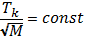 T_k/√M = const